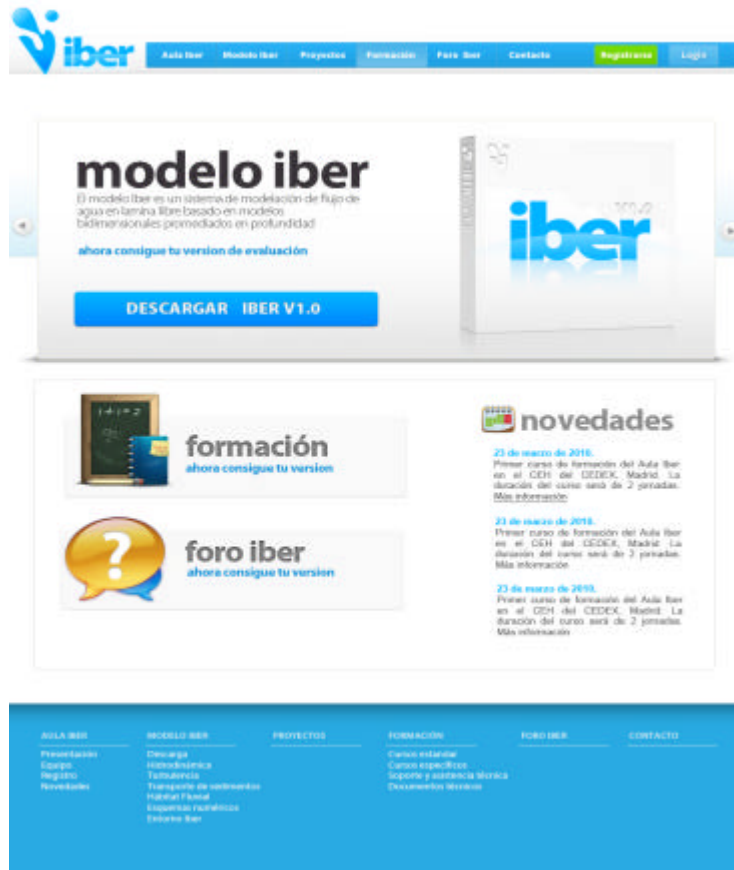 iber
Aula Iber Modelo Iber Proyectos Formación Foro Iber Contacto Registrarse Login
modelo iber
El modelo Iber es un sistema de modelación de flujo de
agua en lamina libre basado en modelos
bidimensionales promediados en profundidad
ahora consigue tu version de evaluación
DESCARGAR IBER V1.0
V1.0
iber
formación
ahora consigue tu version
foro iber
ahora consigue tu version
novedades
23 de marzo de 2010.
Primer curso de formación del Aula Iber
en el CEH del CEDEX, Madrid. La
duración del curso será de 2 jornadas.
Más información
23 de marzo de 2010.
Primer curso de formación del Aula Iber
en el CEH del CEDEX, Madrid. La
duración del curso será de 2 jornadas.
Más información
23 de marzo de 2010.
Primer curso de formación del Aula Iber
en el CEH del CEDEX, Madrid. La
duración del curso será de 2 jornadas.
Más información
AULA IBER
Presentación
Equipo
Registro
Novedades
MODELO IBER
Descarga
Hidrodinámica
Turbulencia
Transporte de sedimentos
Hábitat Fluvial
Esquemas numéricos
Entorno Iber
PROYECTOS
FORMACIÓN
Cursos estandar
Cursos específicos
Soporte y asistencia técnica
Documentos técnicos
FORO IBER
CONTACTO